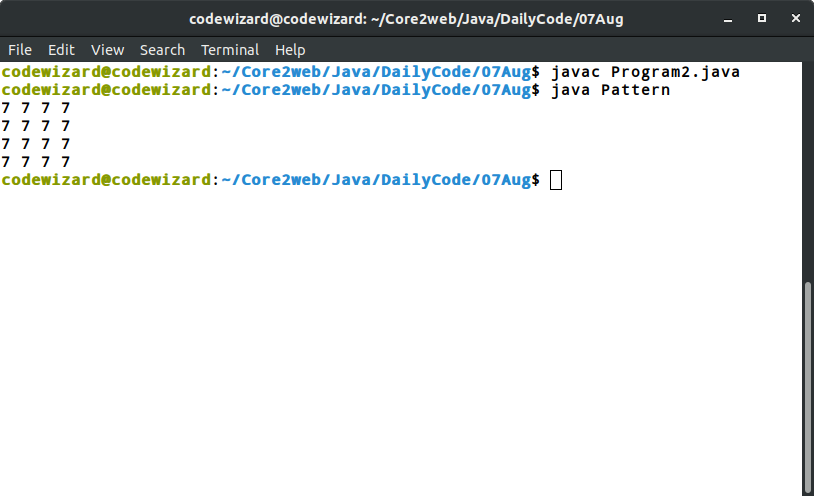 codewizard@codewizard: ~/Core2web/Java/DailyCode/07Aug
File Edit View Search Terminal Help
codewizard@codewizard:~/Core2web/Java/DailyCode/07Aug$ javac Program2.java
codewizard@codewizard:~/Core2web/Java/DailyCode/07Aug$ java Pattern
7 7 7 7
7 7 7 7
7 7 7 7
7 7 7 7
codewizard@codewizard:~/Core2web/Java/DailyCode/07Aug$